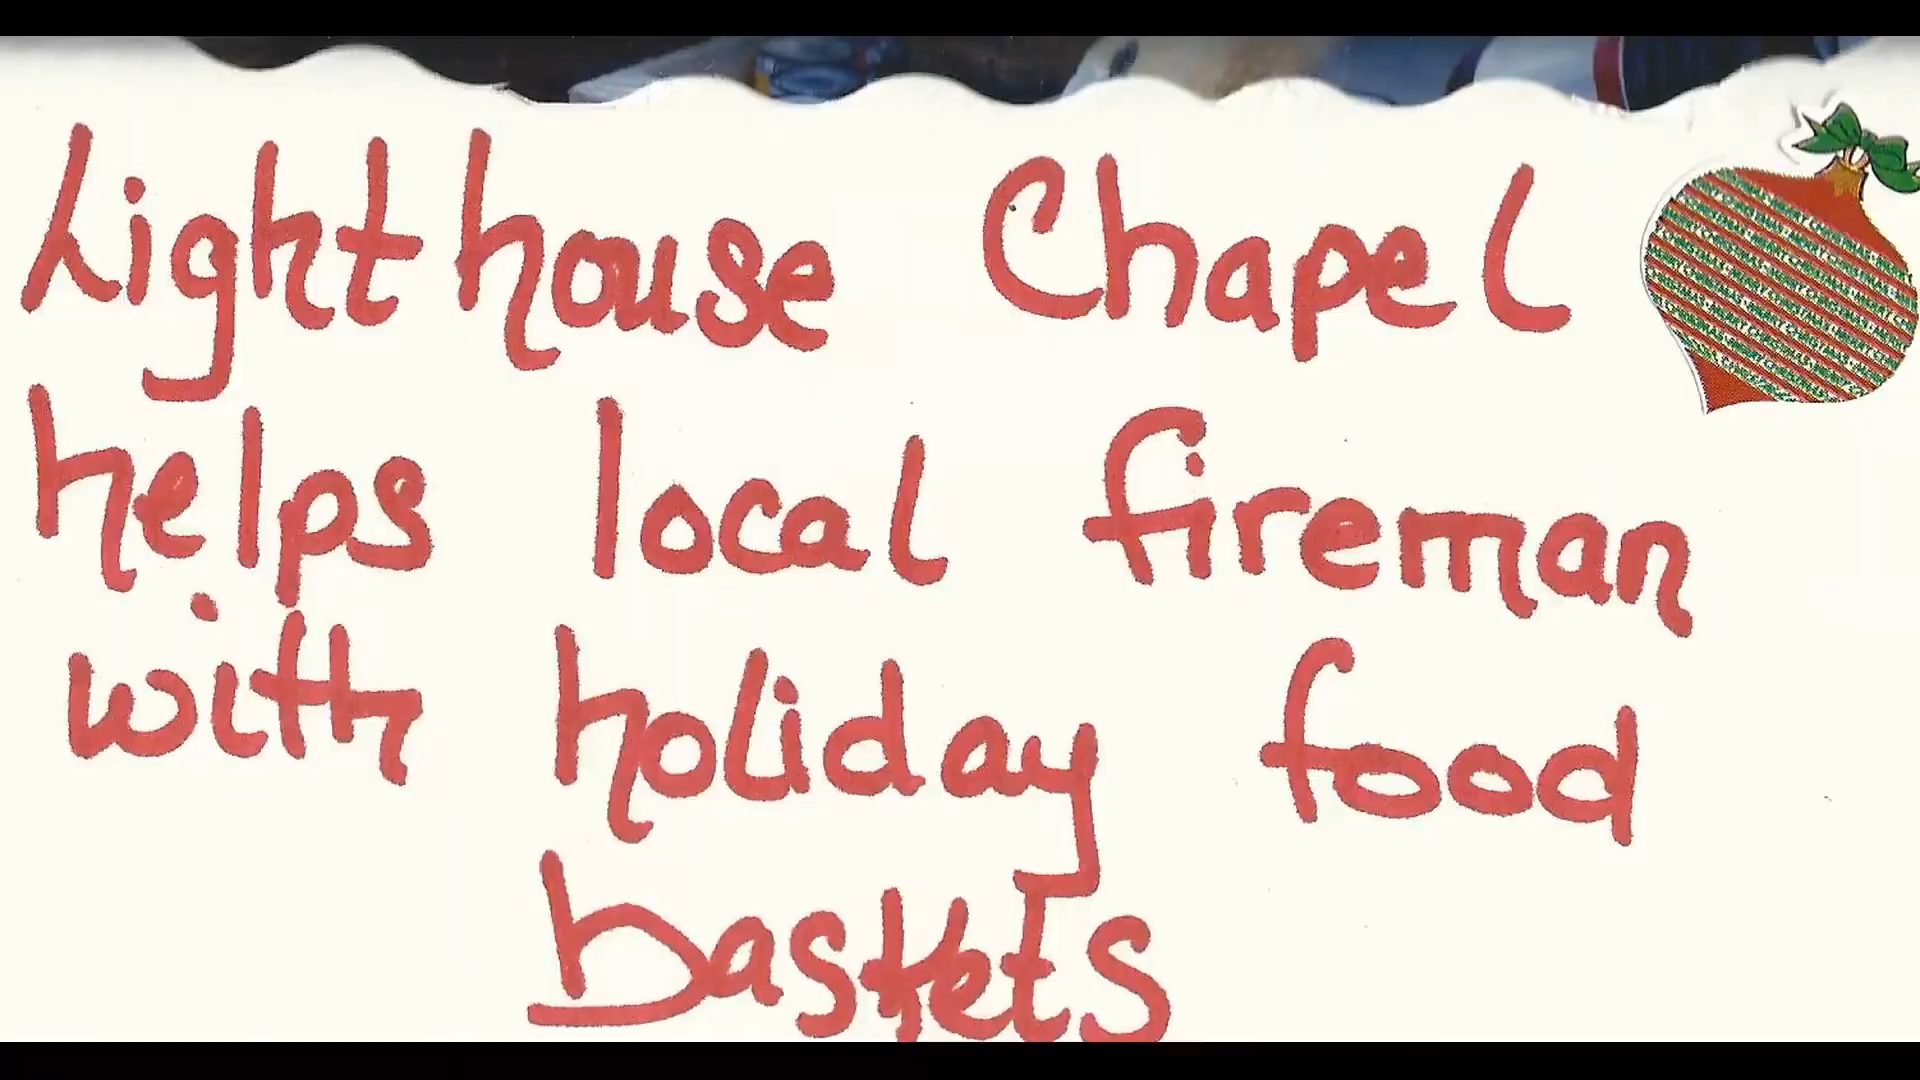 Lighthouse Chapel
helps local fireman
with holiday food
baskets